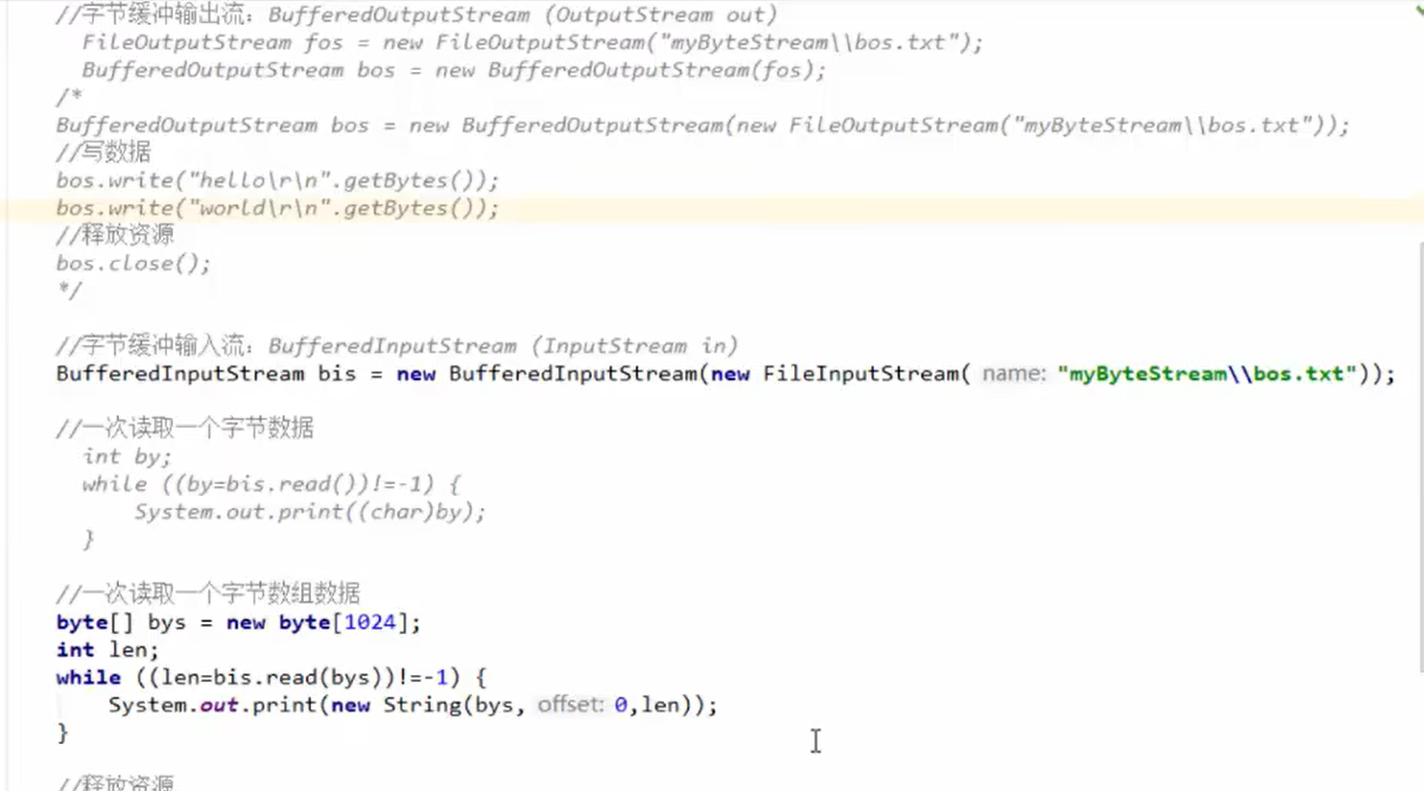 //字节缓冲输出流：BufferedOutputStream (OutputStream out)
FileOutputStream fos = new FileOutputStream("myByteStream\\bos.txt");
BufferedOutputStream bos = new BufferedOutputStream(fos);
/*
BufferedOutputStream bos = new BufferedOutputStream(new FileOutputStream("myByteStream\\bos.txt"));
//写数据
bos.write("hello\r\n".getBytes());
bos.write("world\r\n".getBytes());
//释放资源
bos.close();
*/
//字节缓冲输入流：BufferedInputStream (InputStream in)
BufferedInputStream bis = new BufferedInputStream(new FileInputStream( name: "myByteStream\\bos.txt"));
//一次读取一个字节数据
int by;
while ((by=bis.read())!=-1) {
System.out.print((char)by);
}
//一次读取一个字节数组数据
byte[] bys = new byte[1024];
int len;
while ((len=bis.read(bys))!=-1) {
System.out.print(new String(bys, offset: 0,len));
}
//释放资源